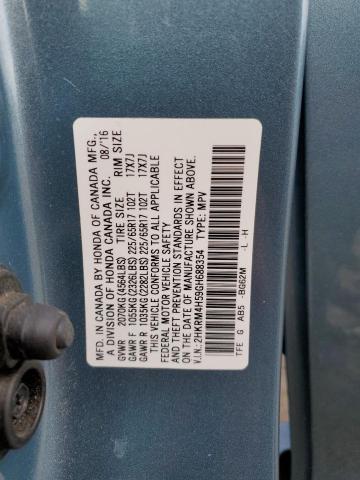 MFD. IN CANADA BY HONDA OF CANADA MFG., 08/16
A DIVISION OF HONDA CANADA INC.
TIRE SIZE RIM SIZE
GVWR 2070KG(4564LBS)
GAWR F 1055KG(2326LBS) 225/65R17 102T 17X7J
GAWR R 1035KG(2282LBS) 225/65R17 102T 17X7J
THIS VEHICLE CONFORMS TO ALL APPLICABLE
FEDERAL MOTOR VEHICLE SAFETY
AND THEFT PREVENTION STANDARDS IN EFFECT
ON THE DATE OF MANUFACTURE SHOWN ABOVE.
V.I.N.: 2HKRM4H59GH688354 MPV
TFE G AB5 -BG62M -L -H